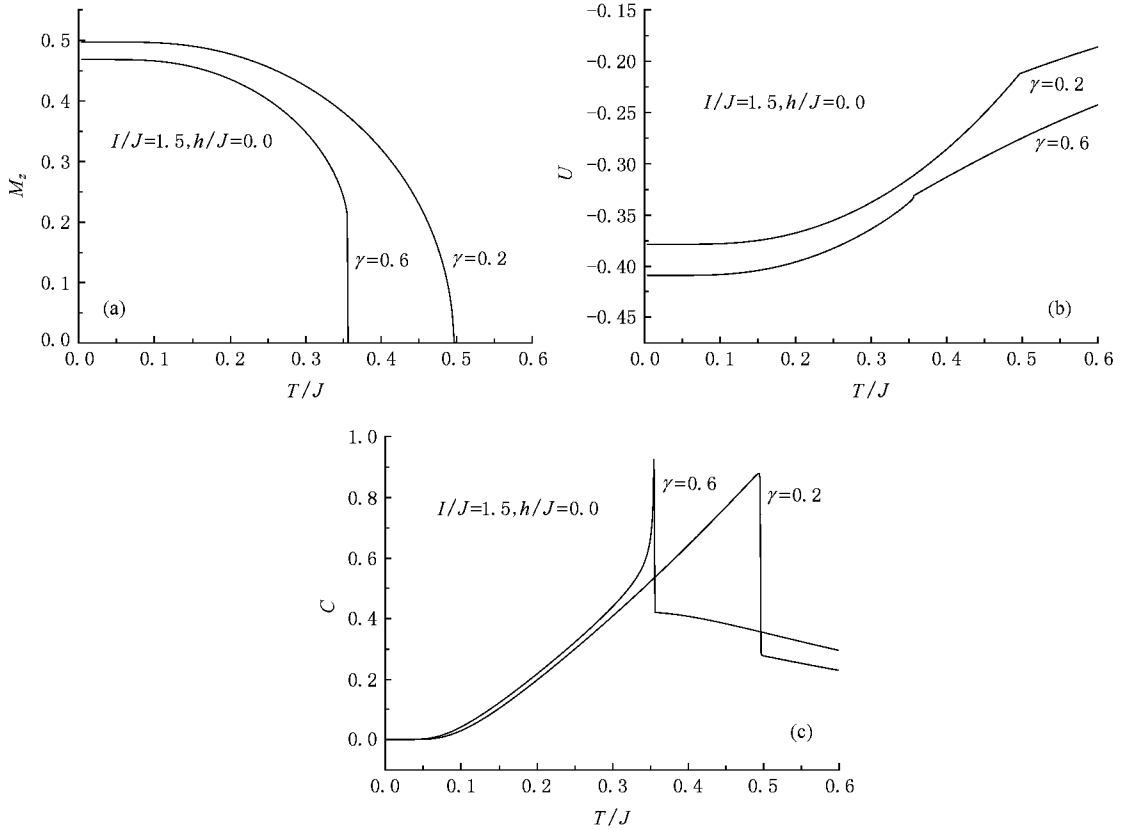 0.5
0.4
0.3
0.2
0.1
0.0
M_z
I/J=1.5,h/J=0.0
γ=0.6
γ=0.2
(a)
0.0 0.1 0.2 0.3 0.4 0.5 0.6
T/J
−0.15
−0.20
−0.25
−0.30
−0.35
−0.40
−0.45
U
I/J=1.5,h/J=0.0
γ=0.2
γ=0.6
(b)
0.0 0.1 0.2 0.3 0.4 0.5 0.6
T/J
1.0
0.8
0.6
0.4
0.2
0.0
C
I/J=1.5,h/J=0.0
γ=0.6
γ=0.2
(c)
0.0 0.1 0.2 0.3 0.4 0.5 0.6
T/J